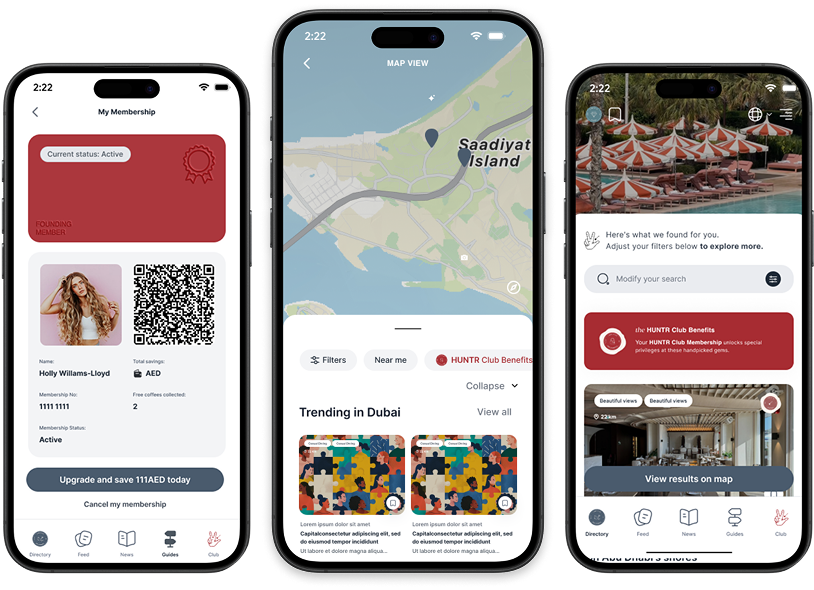 2:22
My Membership
Current status: Active
FOUNDING
MEMBER.
Name:
Holly Willams-Lloyd
Total savings:
AED
Membership No:
1111 1111
Free coffees collected:
2
Membership Status:
Active
Upgrade and save 111AED today
Cancel my membership
Directory
Feed
News
Guides
Club
2:22
MAP VIEW
Saadiyat
Island
Filters
Near me
HUNTR Club Benefits
Collapse
Trending in Dubai
View all
Lorem ipsum dolor sit amet
Capitalconsectetur adipiscing elit, sed
do eiusmod tempor incididunt
Ut labore et dolore magna aliqua...
Lorem ipsum dolor sit amet
Capitalconsectetur adipiscing elit, sed
do eiusmod tempor incididunt
Ut labore et dolore magna aliqua...
2:22
Here's what we found for you.
Adjust your filters below to explore more.
Modify your search
the HUNTR Club Benefits
Your HUNTR Club Membership unlocks special
privileges at these handpicked gems.
Beautiful views
Beautiful views
22km
View results on map
Directory
Feed
News
Guides
Club
Abu Dhabi's shores